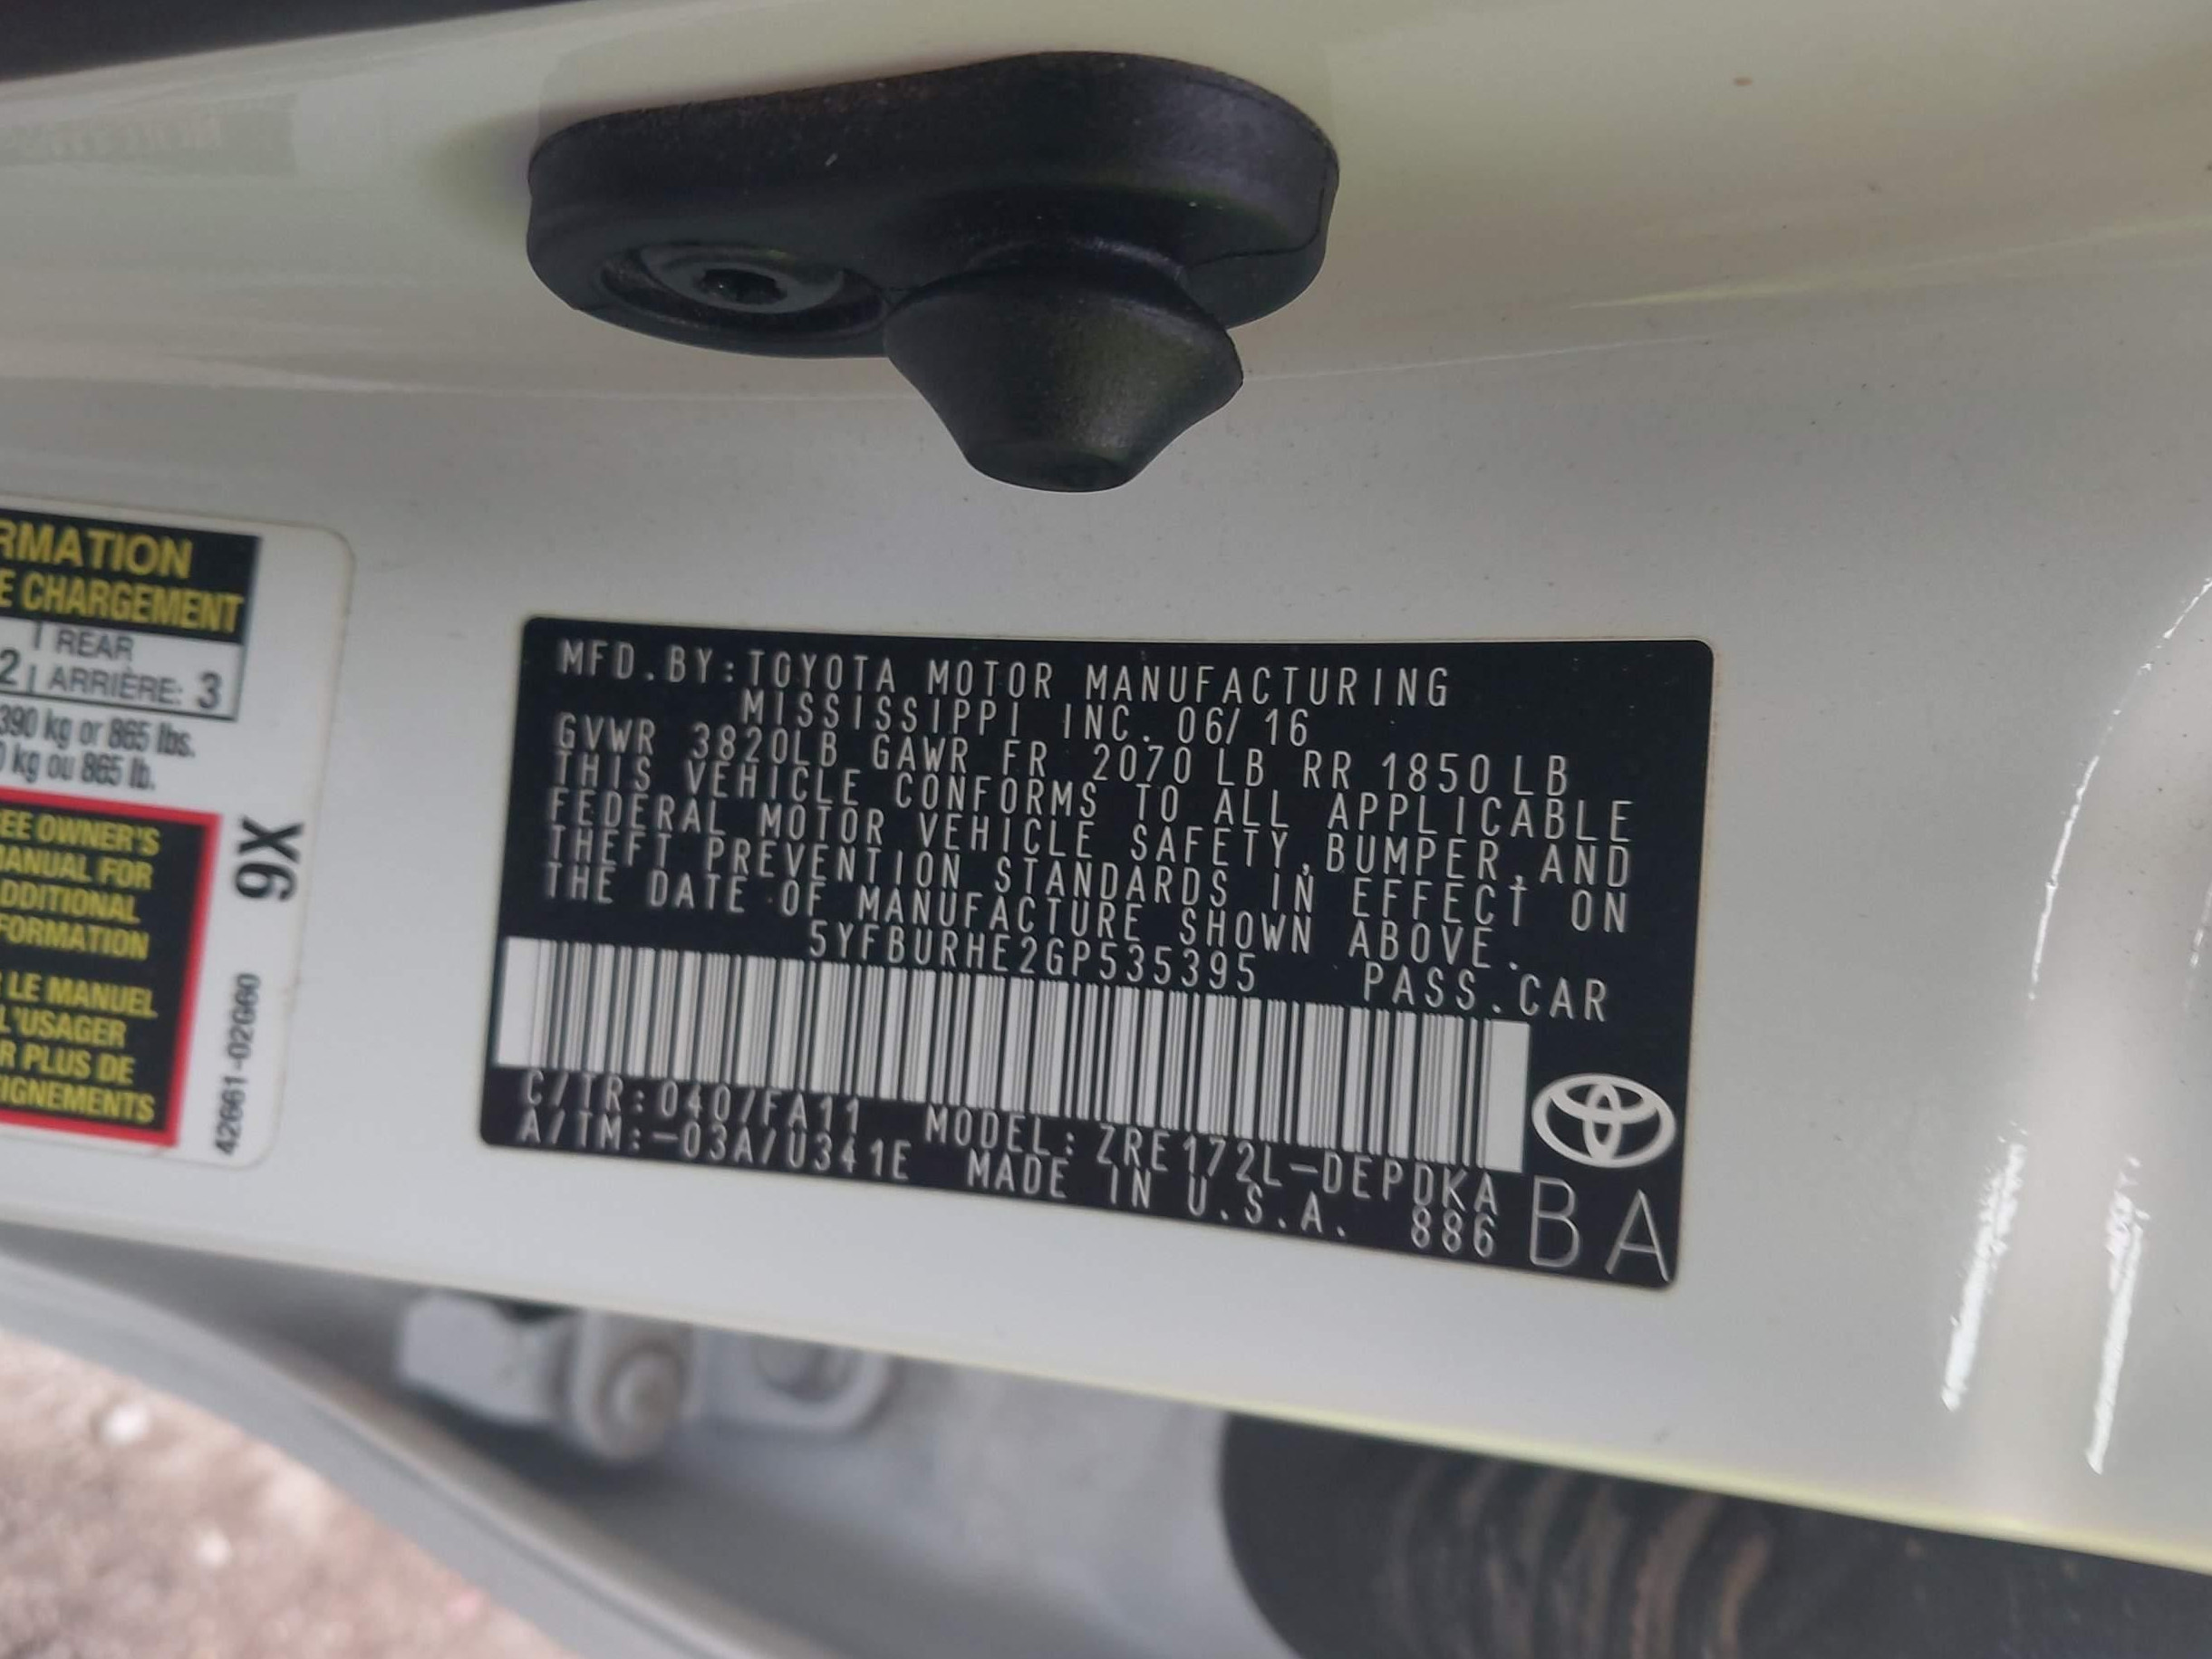 RMATION
E CHARGEMENT
REAR
2 ARRIÈRE: 3
390 kg or 865 lbs.
0 kg ou 865 lb.
EE OWNER'S
MANUAL FOR
DDITIONAL
FORMATION
LE MANUEL
L'USAGER
R PLUS DE
IGNEMENTS
9X
42661-02G60
MFD.BY:TOYOTA MOTOR MANUFACTURING
MISSISSIPPI INC. 06/16
GVWR 3820LB GAWR FR 2070LB RR 1850LB
THIS VEHICLE CONFORMS TO ALL APPLICABLE
FEDERAL MOTOR VEHICLE SAFETY,BUMPER,AND
THEFT PREVENTION STANDARDS IN EFFECT ON
THE DATE OF MANUFACTURE SHOWN ABOVE.
5YFBURHE2GP535395 PASS.CAR
C/TR:040/FA11 MODEL:ZRE172L-DEPDKA
A/TM:-03A/U341E MADE IN U.S.A. 886
BA